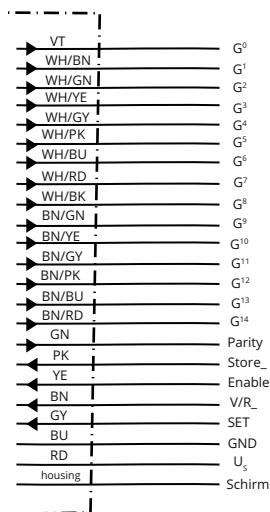 VT G⁰
WH/BN G¹
WH/GN G²
WH/YE G³
WH/GY G⁴
WH/PK G⁵
WH/BU G⁶
WH/RD G⁷
WH/BK G⁸
BN/GN G⁹
BN/YE G¹⁰
BN/GY G¹¹
BN/PK G¹²
BN/BU G¹³
BN/RD G¹⁴
GN Parity
PK Store_
YE Enable
BN V/R_
GY SET
BU GND
RD Uₛ
housing Schirm